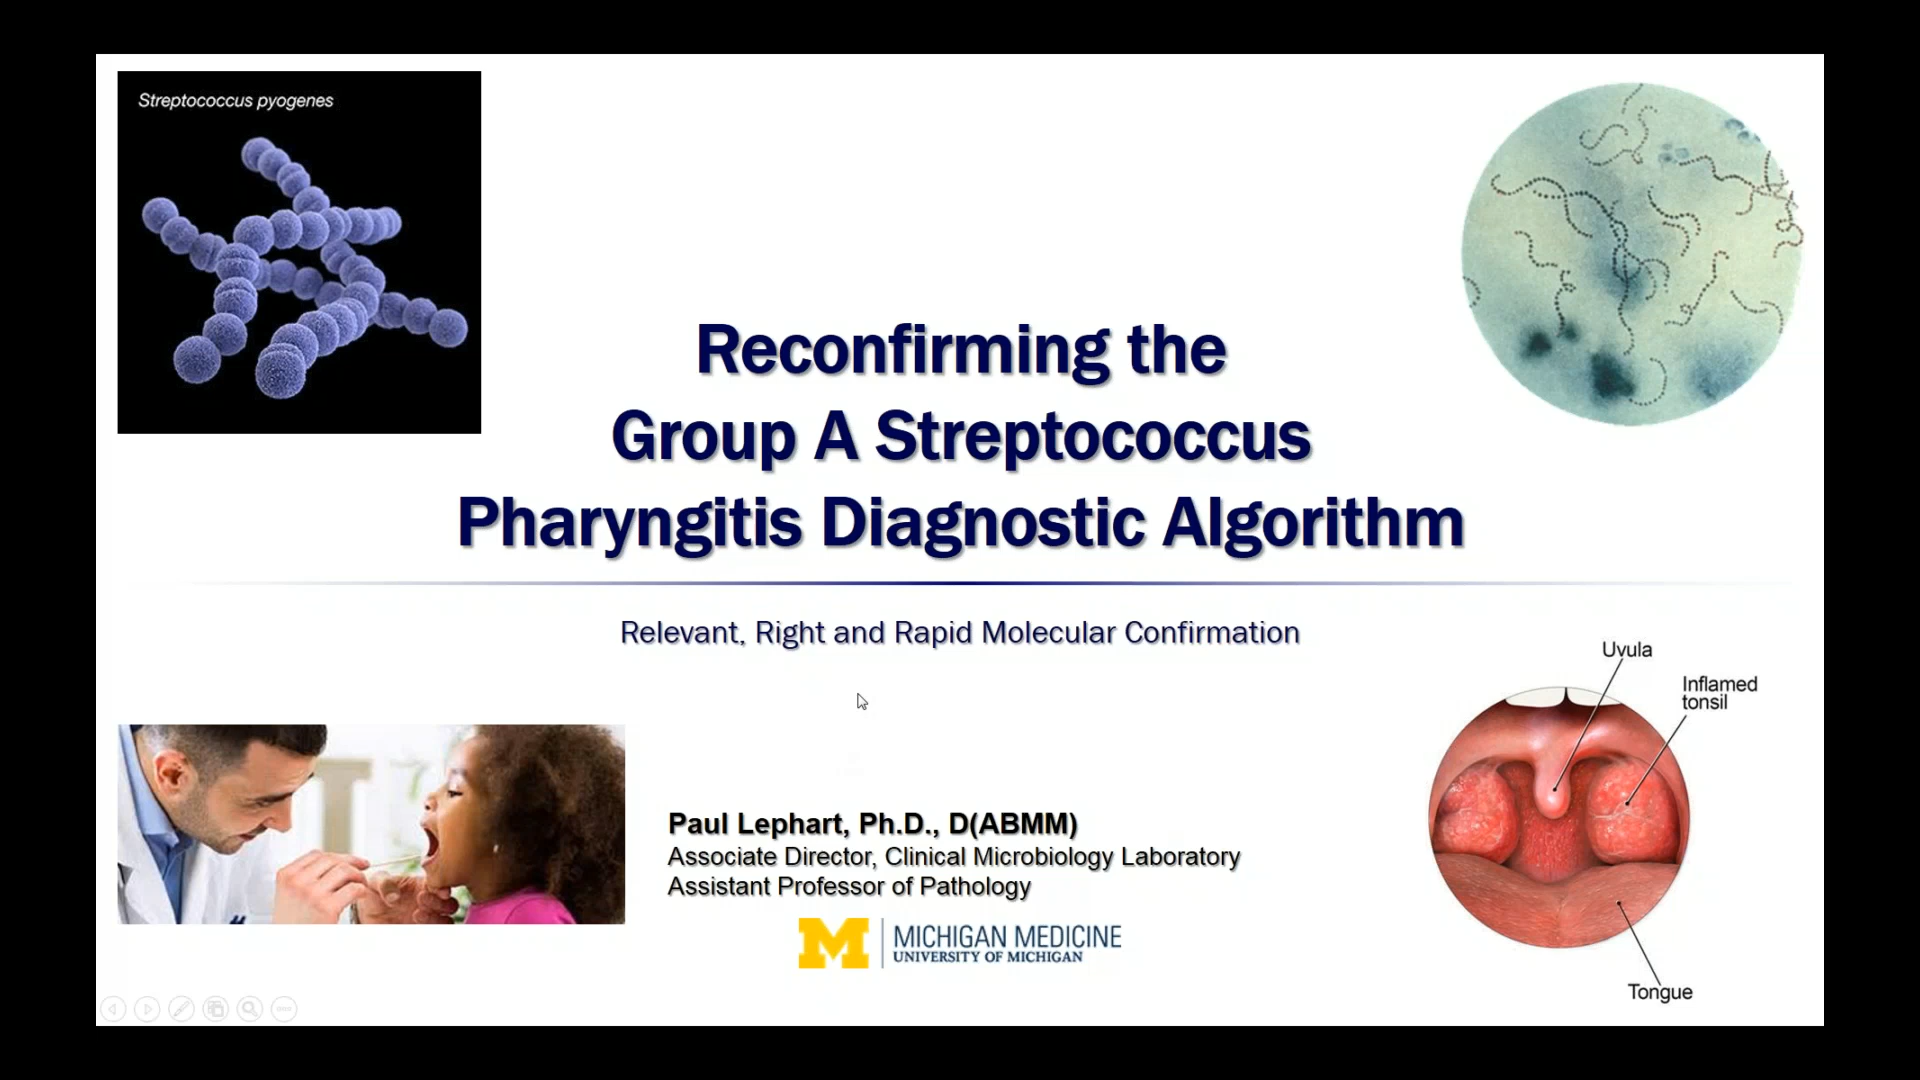 Streptococcus pyogenes
Reconfirming the
Group A Streptococcus
Pharyngitis Diagnostic Algorithm
Relevant, Right and Rapid Molecular Confirmation
Uvula
Inflamed
tonsil
Tongue
Paul Lephart, Ph.D., D(ABMM)
Associate Director, Clinical Microbiology Laboratory
Assistant Professor of Pathology
M
MICHIGAN MEDICINE
UNIVERSITY OF MICHIGAN